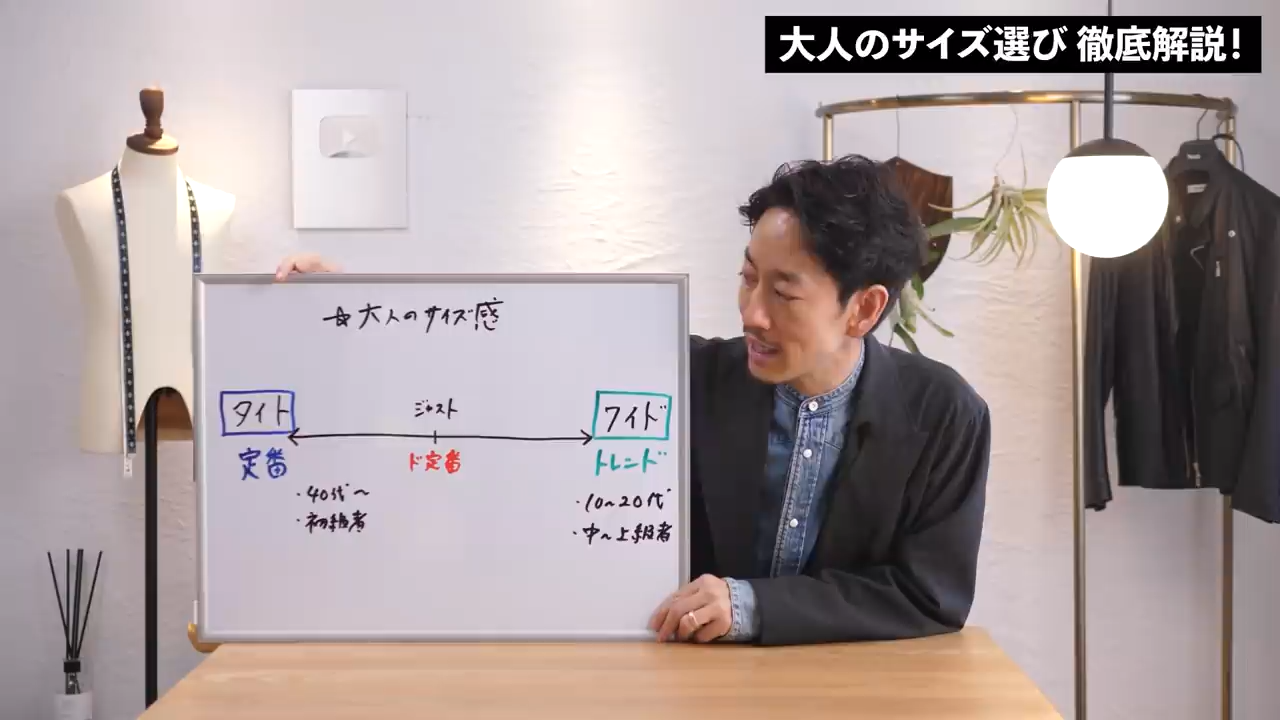 大人のサイズ選び 徹底解説!
☆大人のサイズ感
タイト
ジャスト
ワイド
定番
ド定番
トレンド
・40代〜
・初級者
・10〜20代
・中〜上級者